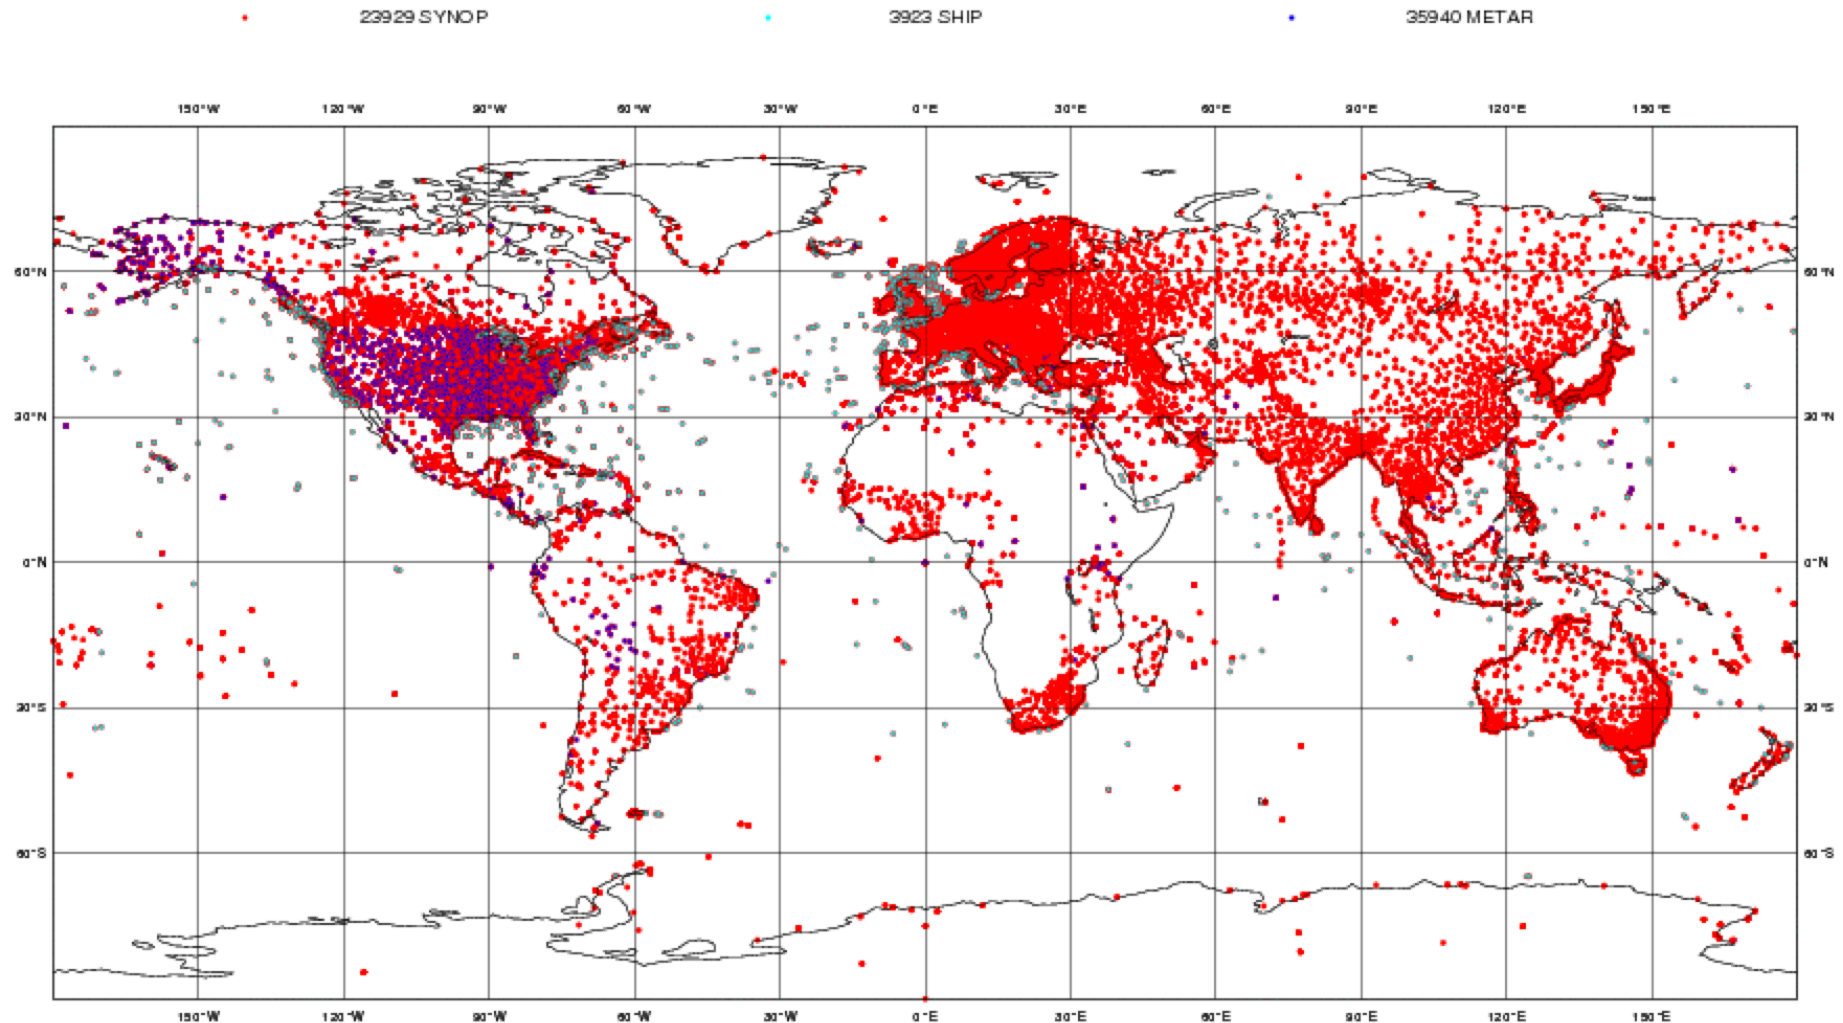 23929 SYNOP 3923 SHIP 35940 METAR
150°W 120°W 90°W 60°W 30°W 0°E 30°E 60°E 90°E 120°E 150°E
60°N 60°N
30°N 30°N
0°N 0°N
30°S 30°S
60°S 60°S
150°W 120°W 90°W 60°W 30°W 0°E 30°E 60°E 90°E 120°E 150°E